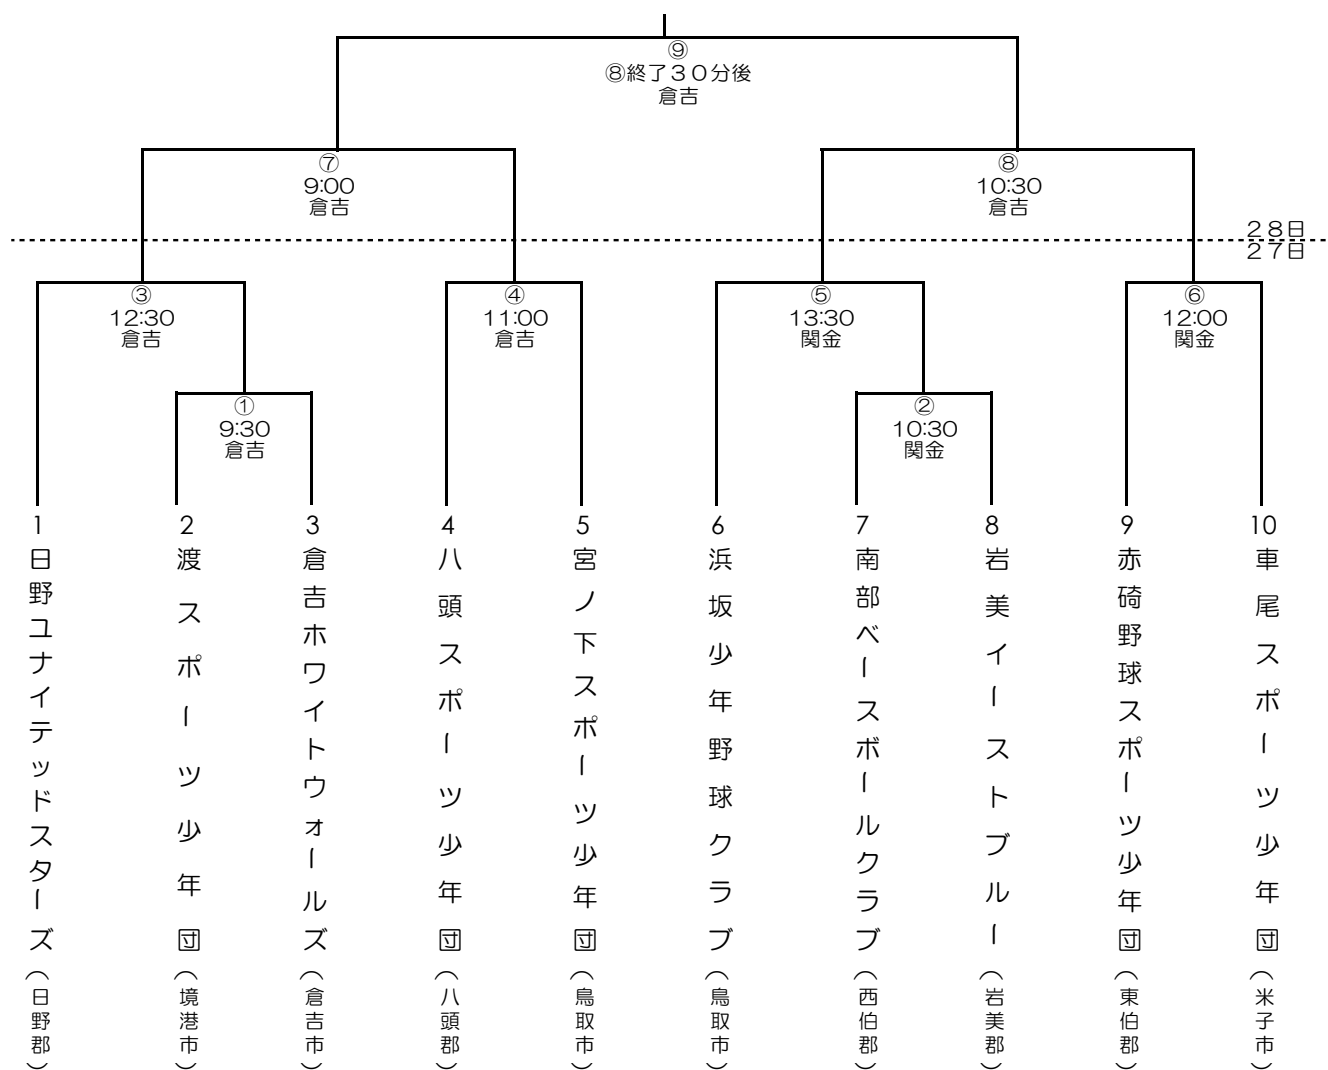 ⑨
⑧終了３０分後
倉吉
⑦
9:00
倉吉
⑧
10:30
倉吉
２８日
２７日
③
12:30
倉吉
④
11:00
倉吉
⑤
13:30
関金
⑥
12:00
関金
①
9:30
倉吉
②
10:30
関金
1
日野ユナイテッドスターズ（日野郡）
2
渡スポーツ少年団（境港市）
3
倉吉ホワイトウォールズ（倉吉市）
4
八頭スポーツ少年団（八頭郡）
5
宮ノ下スポーツ少年団（鳥取市）
6
浜坂少年野球クラブ（鳥取市）
7
南部ベースボールクラブ（西伯郡）
8
岩美イーストブルー（岩美郡）
9
赤碕野球スポーツ少年団（東伯郡）
10
車尾スポーツ少年団（米子市）